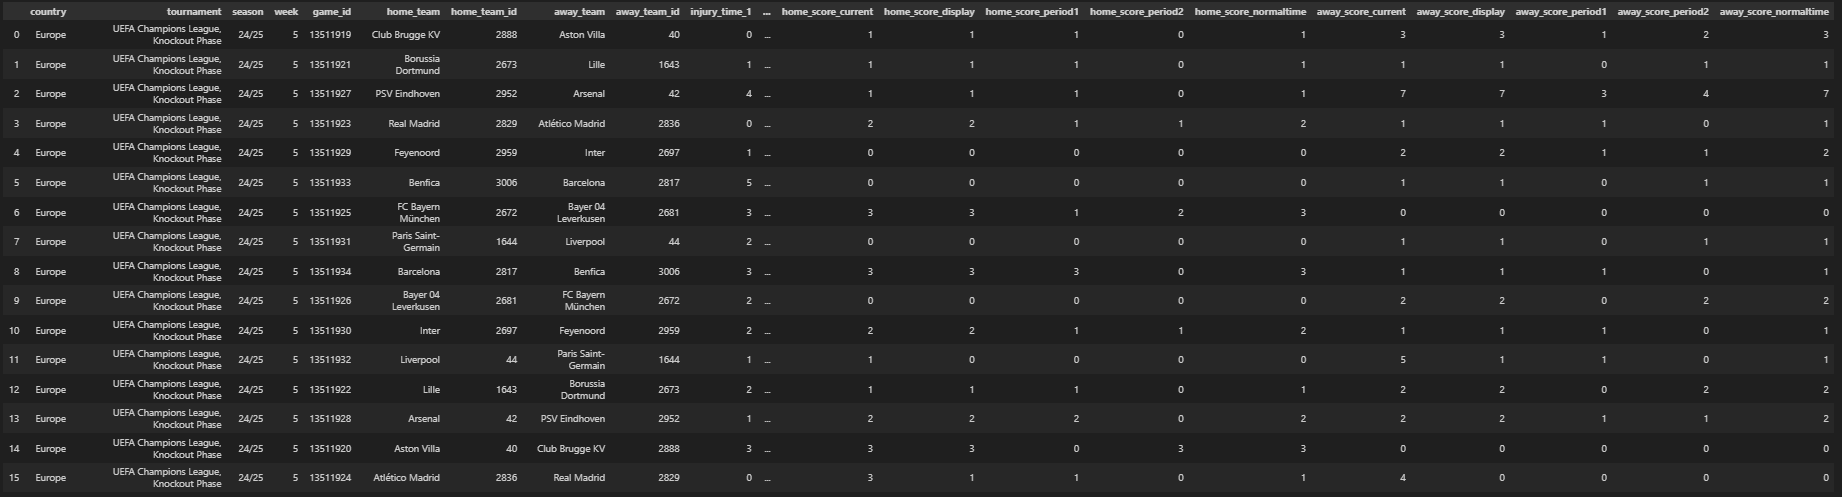 country tournament season week game_id home_team home_team_id away_team away_team_id injury_time_1 ... home_score_current home_score_display home_score_period1 home_score_period2 home_score_normaltime away_score_current away_score_display away_score_period1 away_score_period2 away_score_normaltime
0 Europe UEFA Champions League, Knockout Phase 24/25 5 13511919 Club Brugge KV 2888 Aston Villa 40 0 ... 1 1 1 0 1 3 3 1 2 3
1 Europe UEFA Champions League, Knockout Phase 24/25 5 13511921 Borussia Dortmund 2673 Lille 1643 1 ... 1 1 1 0 1 1 1 0 1 1
2 Europe UEFA Champions League, Knockout Phase 24/25 5 13511927 PSV Eindhoven 2952 Arsenal 42 4 ... 1 1 1 0 1 7 7 3 4 7
3 Europe UEFA Champions League, Knockout Phase 24/25 5 13511923 Real Madrid 2829 Atlético Madrid 2836 0 ... 2 2 1 1 2 1 1 1 0 1
4 Europe UEFA Champions League, Knockout Phase 24/25 5 13511929 Feyenoord 2959 Inter 2697 1 ... 0 0 0 0 0 2 2 1 1 2
5 Europe UEFA Champions League, Knockout Phase 24/25 5 13511933 Benfica 3006 Barcelona 2817 5 ... 0 0 0 0 0 1 1 0 1 1
6 Europe UEFA Champions League, Knockout Phase 24/25 5 13511925 FC Bayern München 2672 Bayer 04 Leverkusen 2681 3 ... 3 3 1 2 3 0 0 0 0 0
7 Europe UEFA Champions League, Knockout Phase 24/25 5 13511931 Paris Saint-Germain 1644 Liverpool 44 2 ... 0 0 0 0 0 1 1 0 1 1
8 Europe UEFA Champions League, Knockout Phase 24/25 5 13511934 Barcelona 2817 Benfica 3006 3 ... 3 3 3 0 3 1 1 1 0 1
9 Europe UEFA Champions League, Knockout Phase 24/25 5 13511926 Bayer 04 Leverkusen 2681 FC Bayern München 2672 2 ... 0 0 0 0 0 2 2 0 2 2
10 Europe UEFA Champions League, Knockout Phase 24/25 5 13511930 Inter 2697 Feyenoord 2959 2 ... 2 2 1 1 2 1 1 1 0 1
11 Europe UEFA Champions League, Knockout Phase 24/25 5 13511932 Liverpool 44 Paris Saint-Germain 1644 1 ... 1 0 0 0 0 5 1 1 0 1
12 Europe UEFA Champions League, Knockout Phase 24/25 5 13511922 Lille 1643 Borussia Dortmund 2673 2 ... 1 1 1 0 1 2 2 0 2 2
13 Europe UEFA Champions League, Knockout Phase 24/25 5 13511928 Arsenal 42 PSV Eindhoven 2952 1 ... 2 2 2 0 2 2 2 1 1 2
14 Europe UEFA Champions League, Knockout Phase 24/25 5 13511920 Aston Villa 40 Club Brugge KV 2888 3 ... 3 3 0 3 3 0 0 0 0 0
15 Europe UEFA Champions League, Knockout Phase 24/25 5 13511924 Atlético Madrid 2836 Real Madrid 2829 0 ... 3 1 1 0 1 4 0 0 0 0